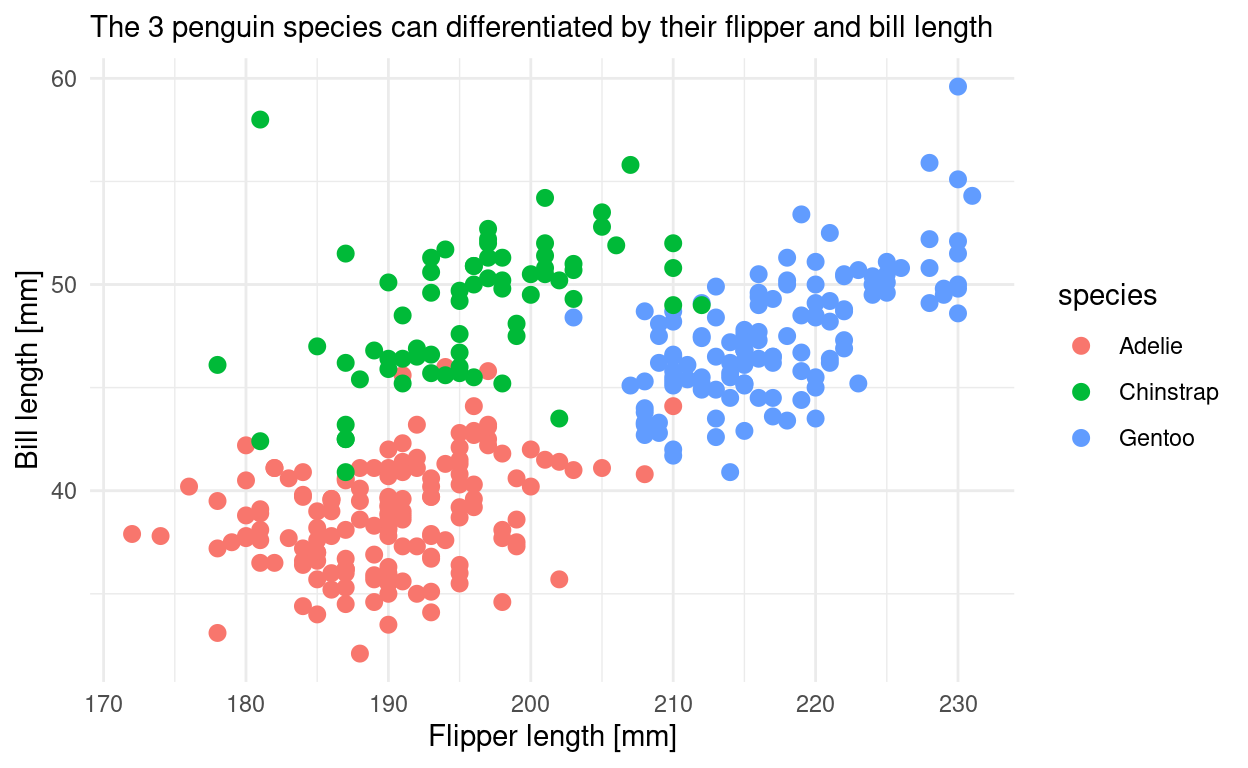 The 3 penguin species can differentiated by their flipper and bill length
60
50
40
Bill length [mm]
170 180 190 200 210 220 230
Flipper length [mm]
species
Adelie
Chinstrap
Gentoo